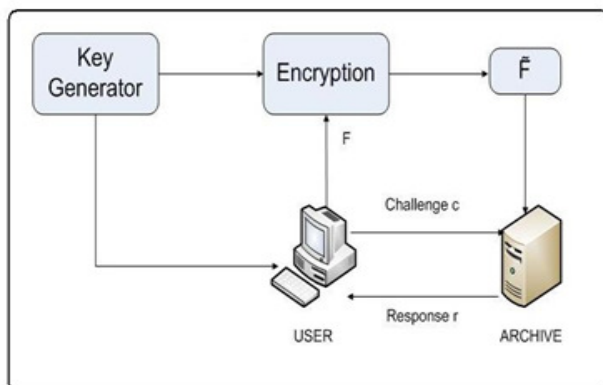 Key
Generator
Encryption
F̃
F
Challenge c
Response r
USER
ARCHIVE